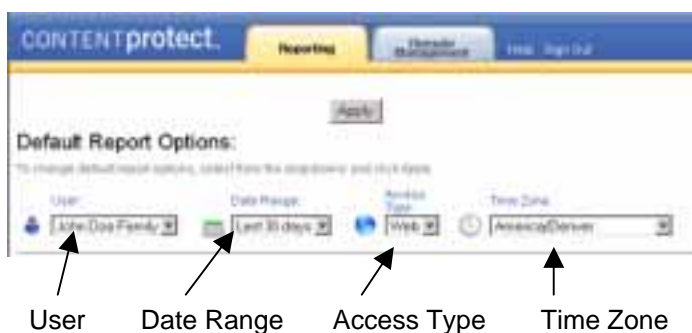 CONTENTprotect.
Reporting
Remote Management
Help Sign Out
Apply
Default Report Options:
To change default report options, select from the dropdowns and click Apply.
User: Date Range: Access Type Time Zone
John Doe Family Last 30 days Web America/Denver
User Date Range Access Type Time Zone